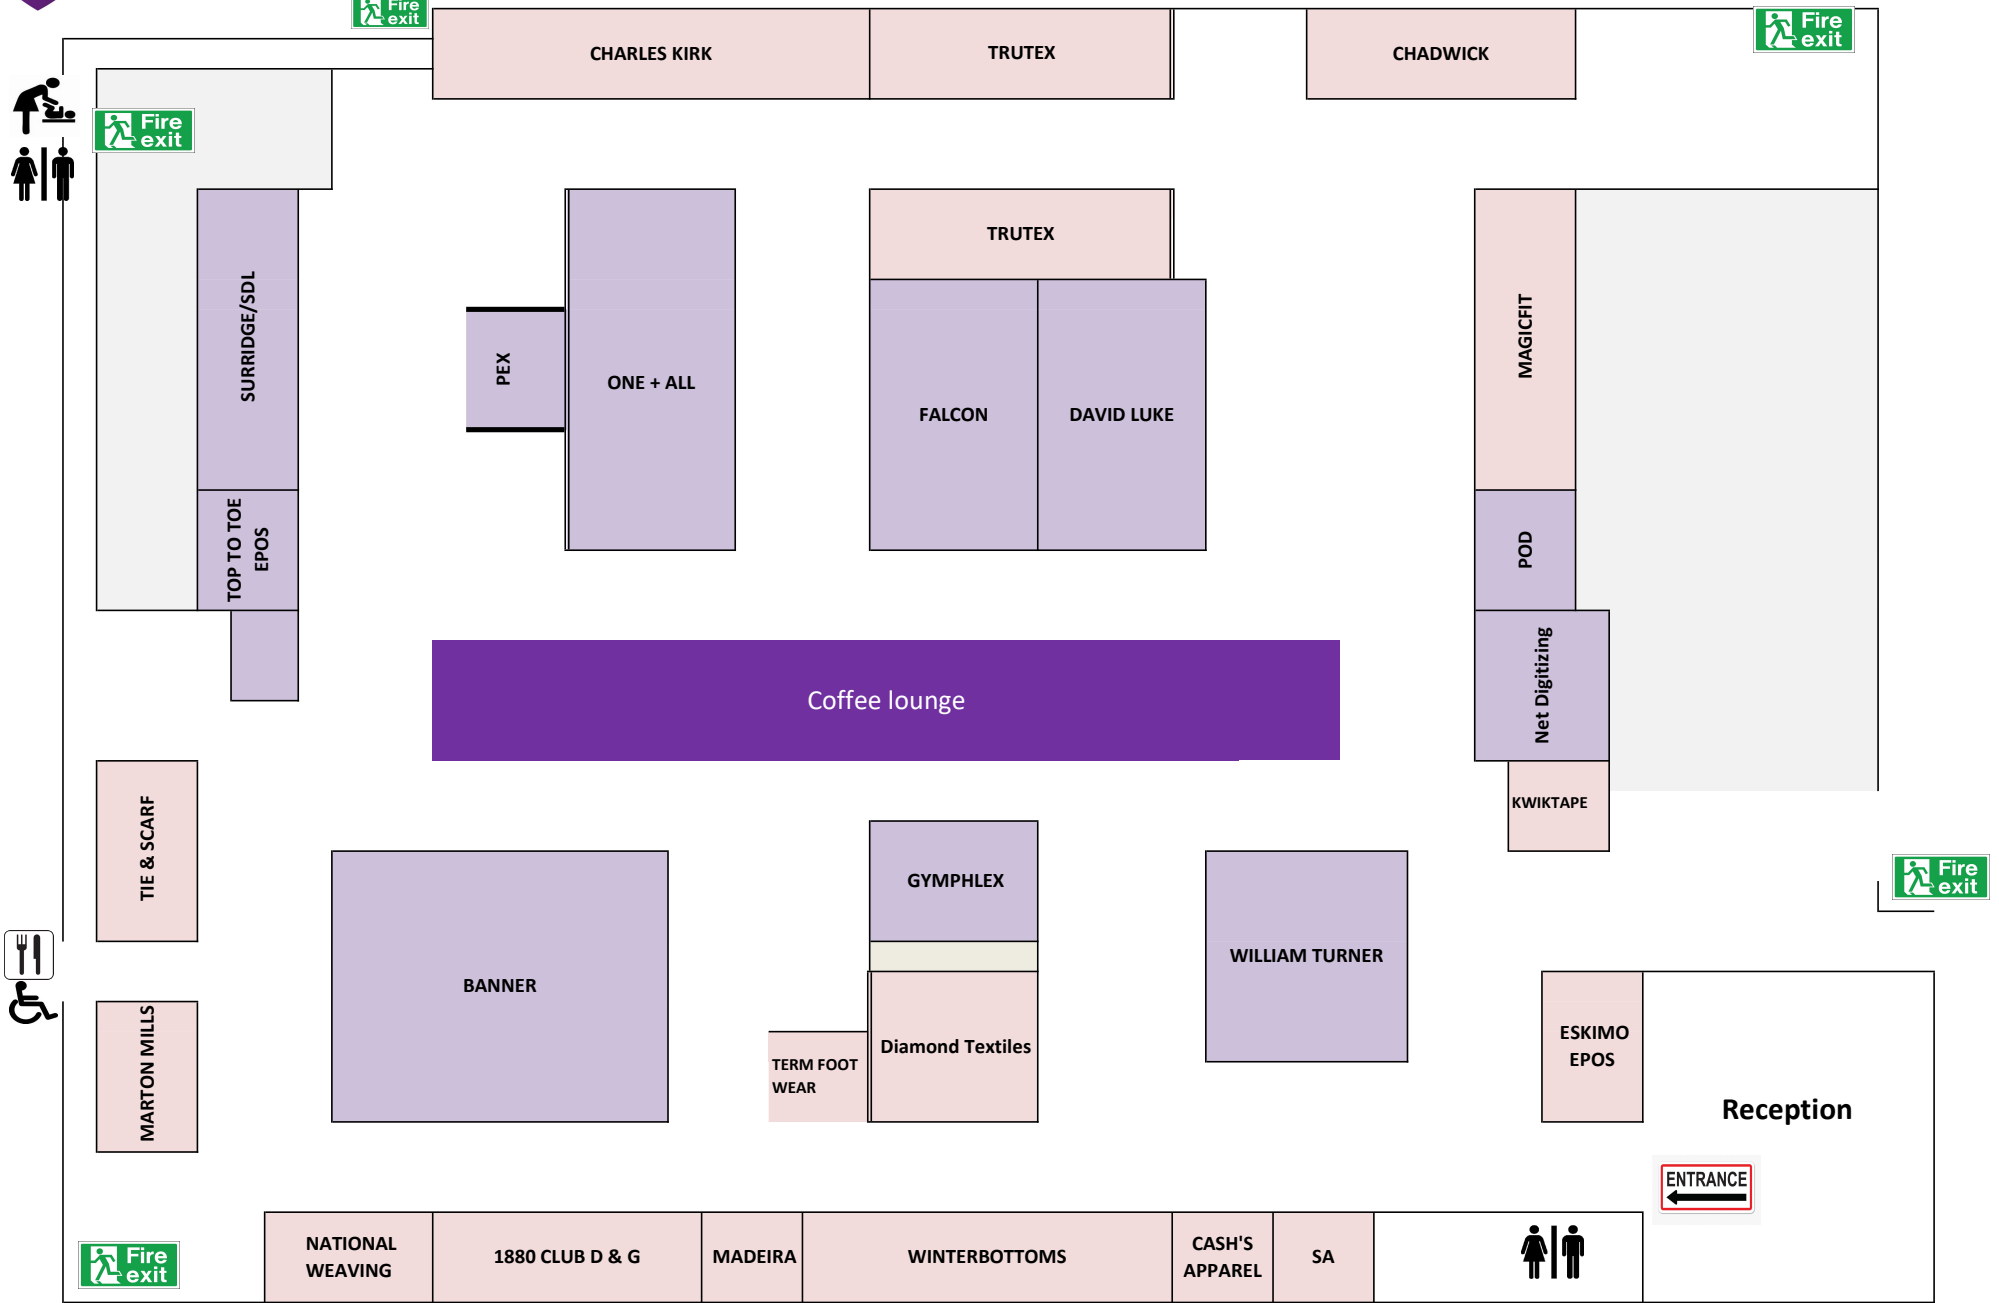 Fire
exit
Fire
exit
CHARLES KIRK
TRUTEX
CHADWICK
Fire
exit
TRUTEX
SURRIDGE/SDL
PEX
ONE + ALL
FALCON
DAVID LUKE
MAGICFIT
TOP TO TOE
EPOS
POD
Coffee lounge
Net Digitizing
KWIKTAPE
TIE & SCARF
GYMPHLEX
Fire
exit
BANNER
WILLIAM TURNER
MARTON MILLS
TERM FOOT
WEAR
Diamond Textiles
ESKIMO
EPOS
Reception
ENTRANCE
Fire
exit
NATIONAL
WEAVING
1880 CLUB D & G
MADEIRA
WINTERBOTTOMS
CASH'S
APPAREL
SA